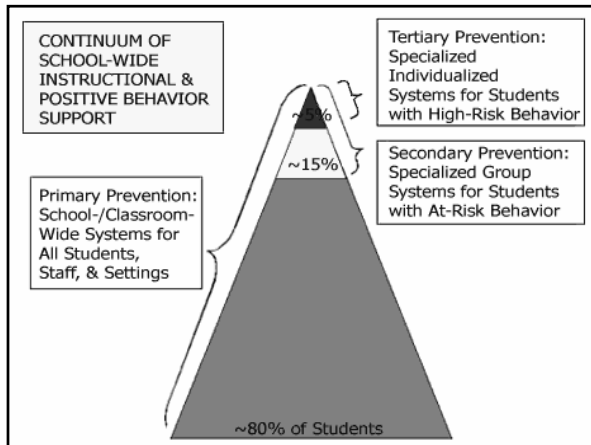 CONTINUUM OF
SCHOOL-WIDE
INSTRUCTIONAL &
POSITIVE BEHAVIOR
SUPPORT
Tertiary Prevention:
Specialized
Individualized
Systems for Students
with High-Risk Behavior
~5%
~15%
Secondary Prevention:
Specialized Group
Systems for Students
with At-Risk Behavior
Primary Prevention:
School-/Classroom-
Wide Systems for
All Students,
Staff, & Settings
~80% of Students